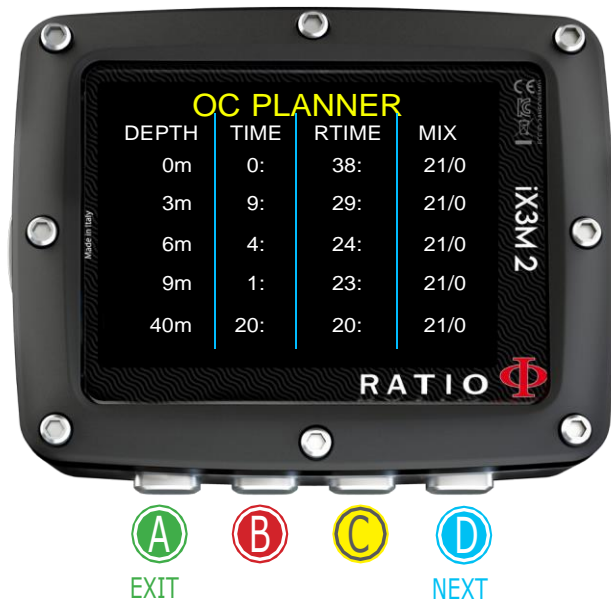 OC PLANNER
DEPTH TIME RTIME MIX
0m 0: 38: 21/0
3m 9: 29: 21/0
6m 4: 24: 21/0
9m 1: 23: 21/0
40m 20: 20: 21/0
Made in Italy
iX3M 2
RATIO
A B C D
EXIT NEXT